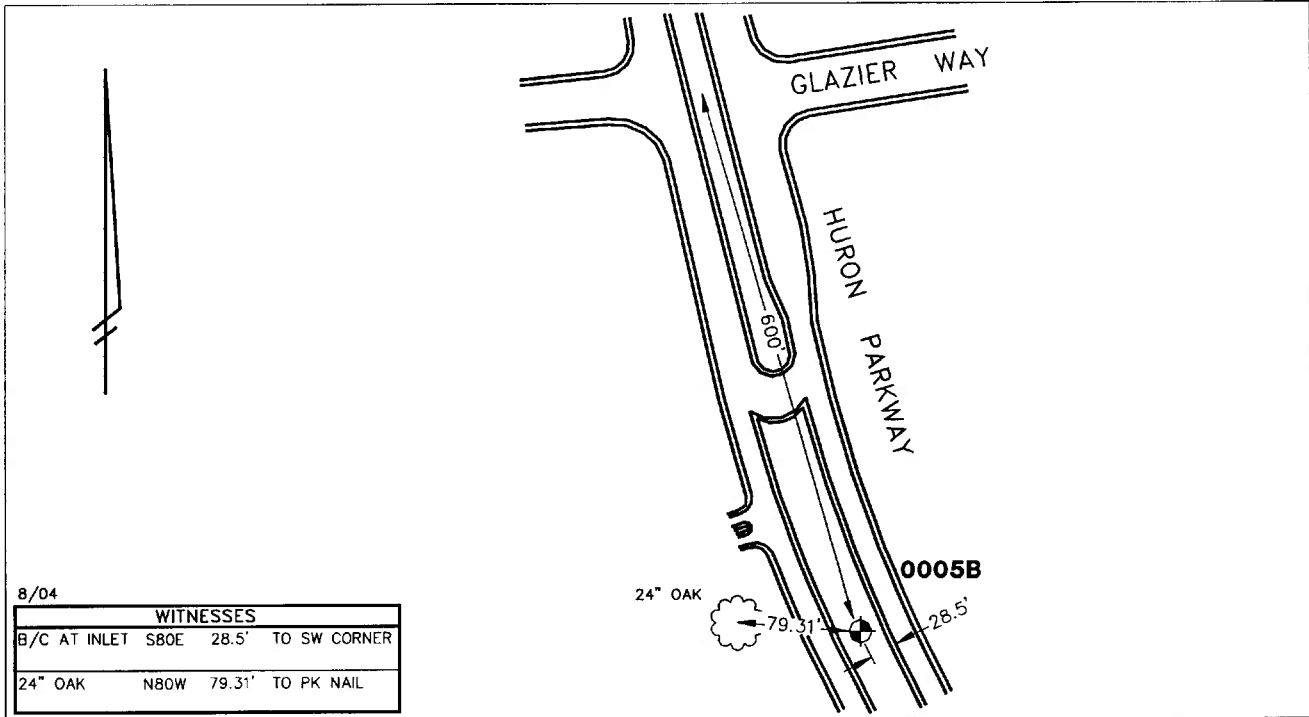 GLAZIER WAY
HURON PARKWAY
600'
0005B
24" OAK
79.31'
28.5'
8/04
WITNESSES
B/C AT INLET S80E 28.5' TO SW CORNER
24" OAK N80W 79.31' TO PK NAIL